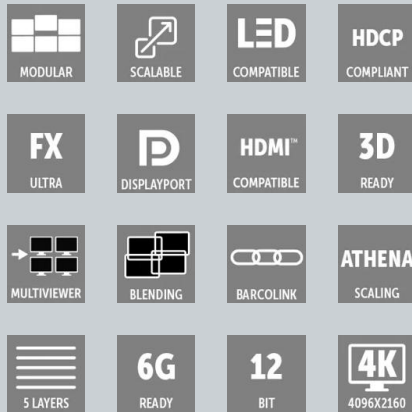 MODULAR
SCALABLE
LED
COMPATIBLE
HDCP
COMPLIANT
FX
ULTRA
DISPLAYPORT
HDMI™
COMPATIBLE
3D
READY
MULTIVIEWER
BLENDING
BARCOLINK
ATHENA
SCALING
5 LAYERS
6G
READY
12
BIT
4K
4096X2160